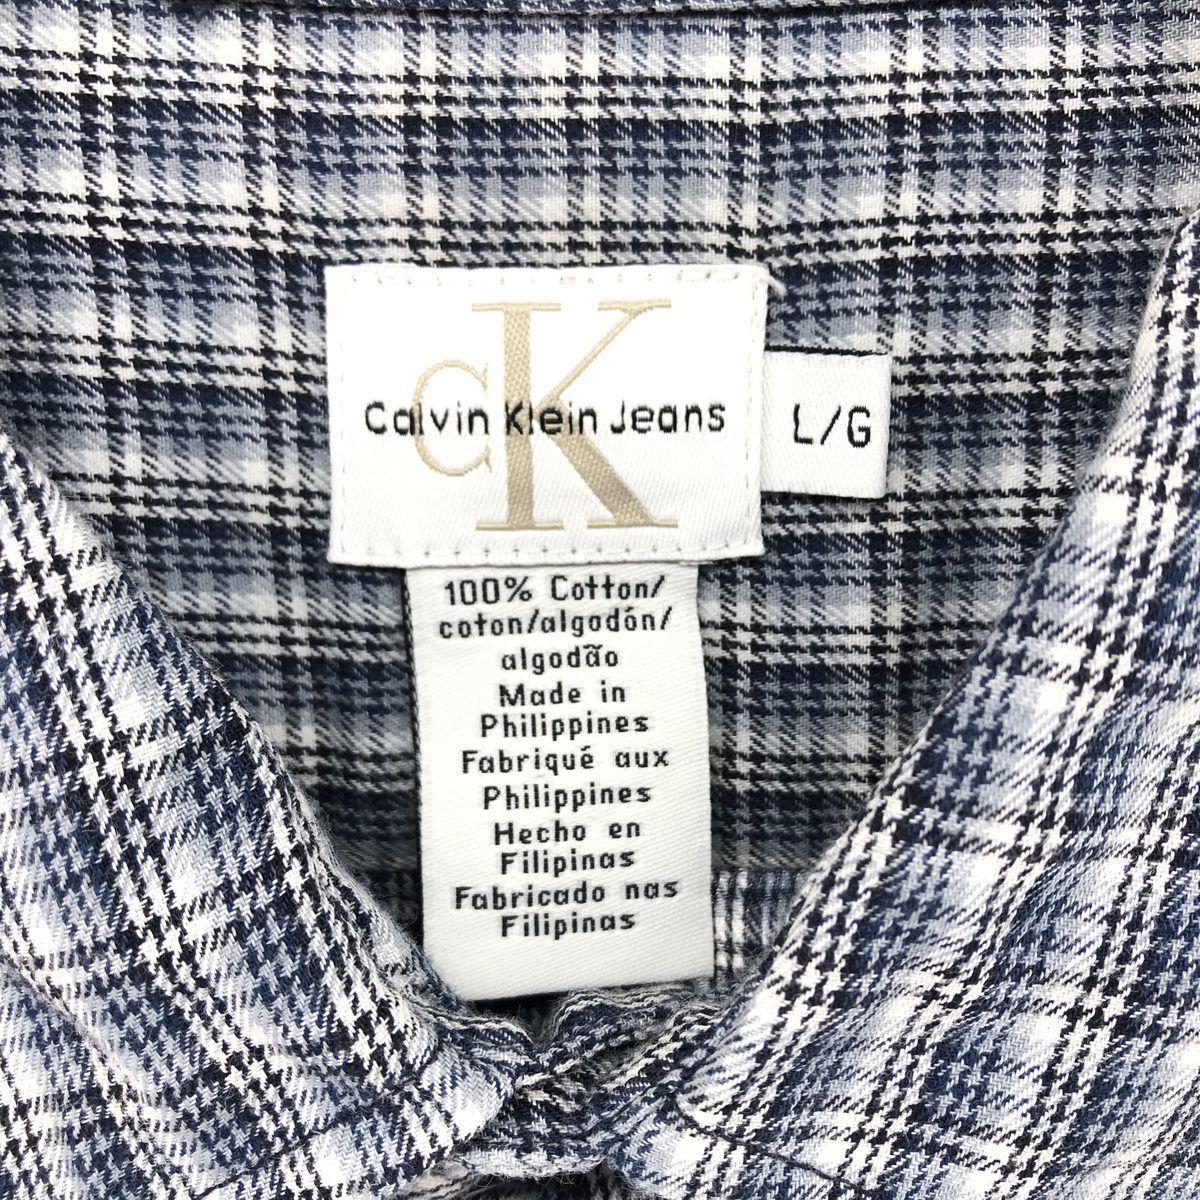 CK
Calvin Klein Jeans
L/G
100% Cotton/
coton/algodón/
algodão
Made in
Philippines
Fabriqué aux
Philippines
Hecho en
Filipinas
Fabricado nas
Filipinas